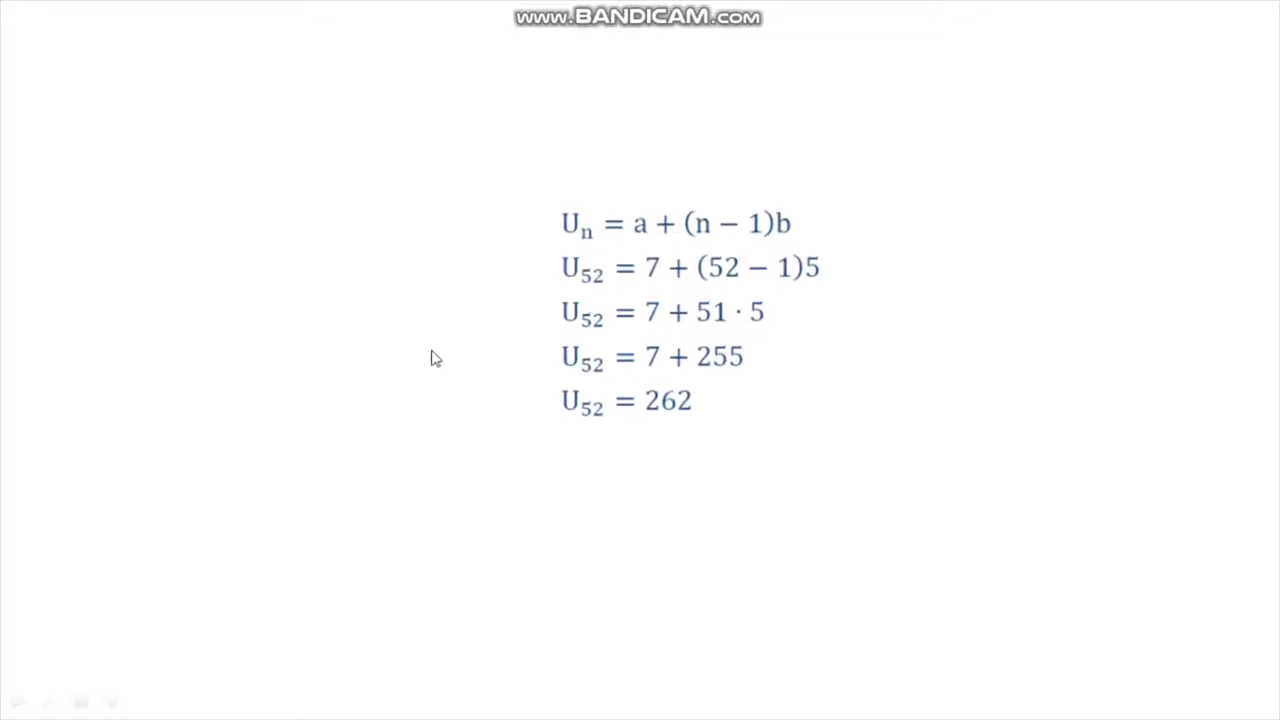 www.BANDICAM.com
Uₙ = a + (n − 1)b
U₅₂ = 7 + (52 − 1)5
U₅₂ = 7 + 51 · 5
U₅₂ = 7 + 255
U₅₂ = 262